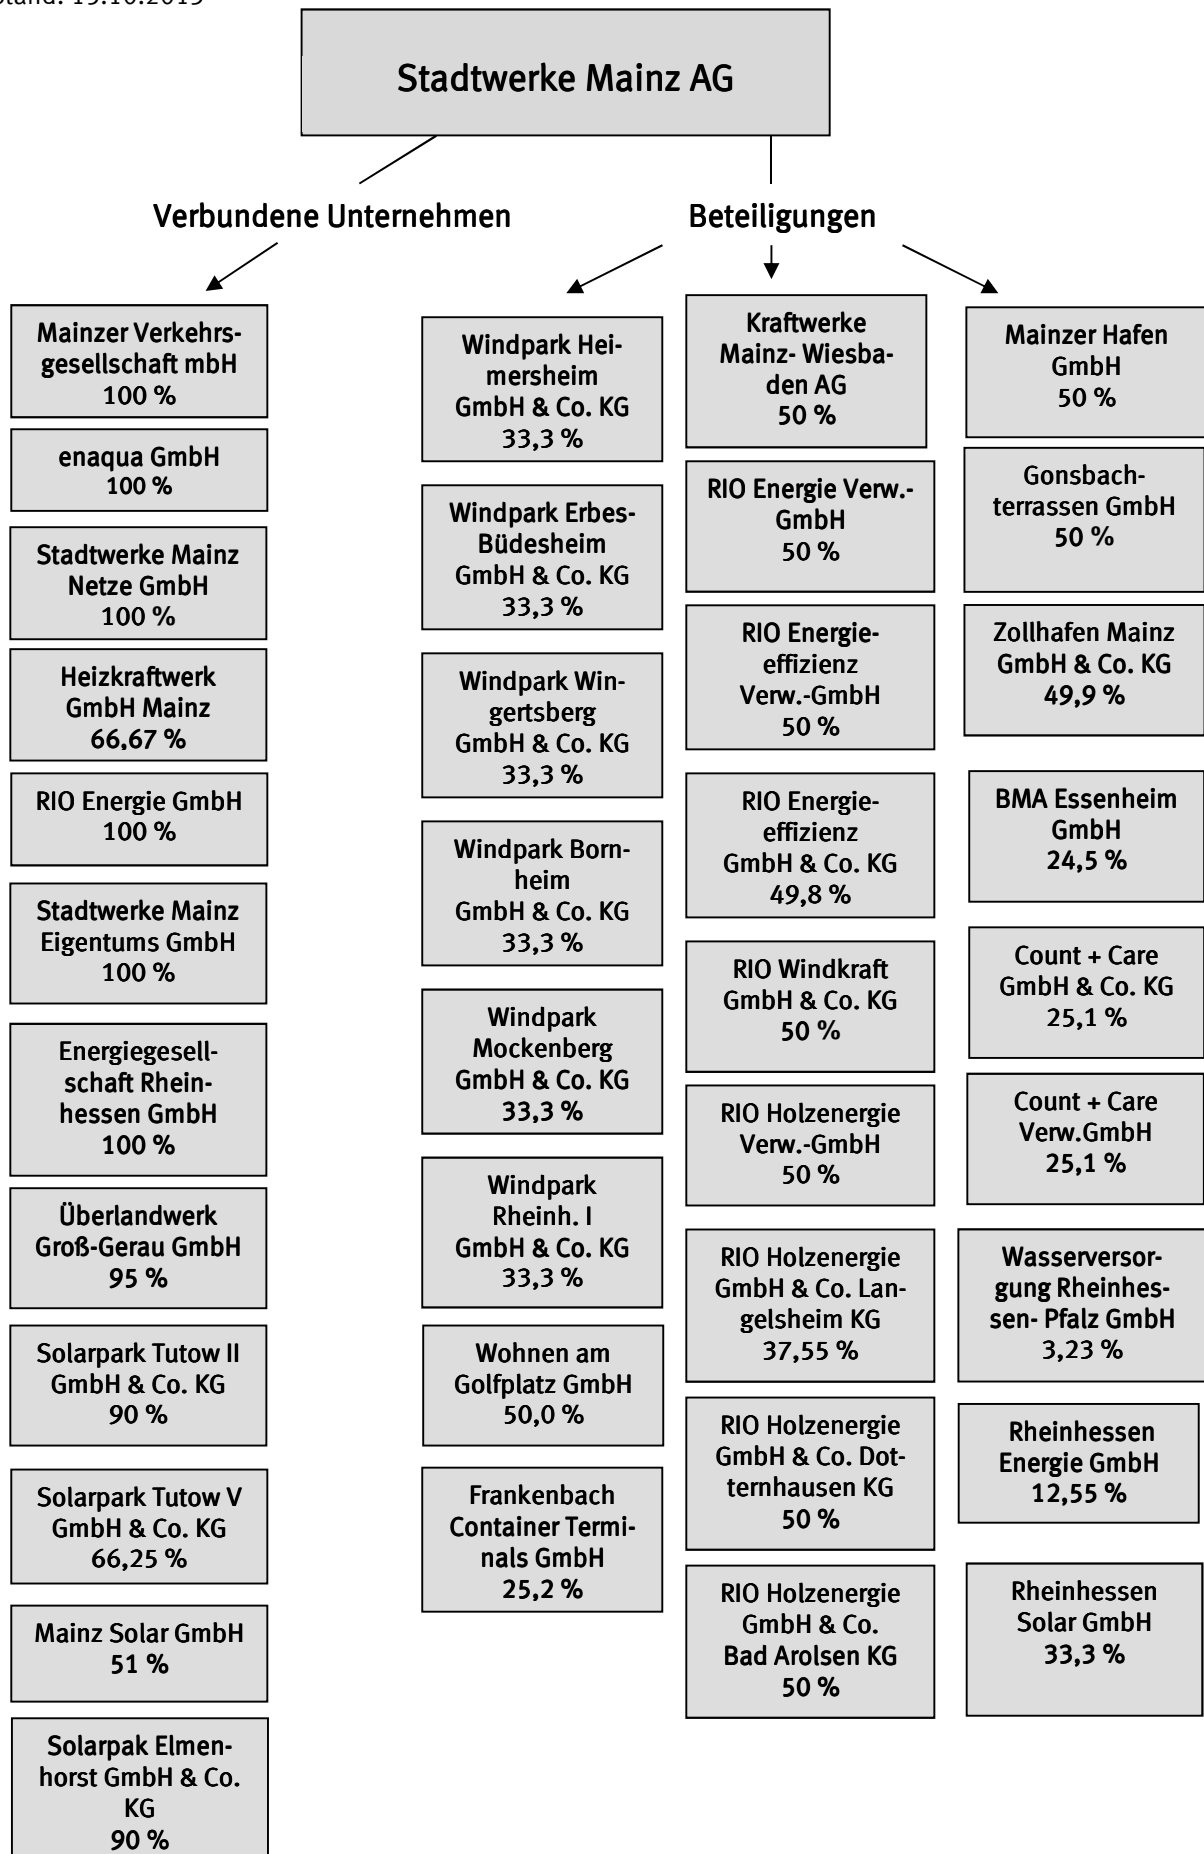 Stadtwerke Mainz AG
Verbundene Unternehmen
Beteiligungen
Mainzer Verkehrs-
gesellschaft mbH
100 %
enaqua GmbH
100 %
Stadtwerke Mainz
Netze GmbH
100 %
Heizkraftwerk
GmbH Mainz
66,67 %
RIO Energie GmbH
100 %
Stadtwerke Mainz
Eigentums GmbH
100 %
Energiegesell-
schaft Rhein-
hessen GmbH
100 %
Überlandwerk
Groß-Gerau GmbH
95 %
Solarpark Tutow II
GmbH & Co. KG
90 %
Solarpark Tutow V
GmbH & Co. KG
66,25 %
Mainz Solar GmbH
51 %
Solarpak Elmen-
horst GmbH & Co.
KG
90 %
Windpark Hei-
mersheim
GmbH & Co. KG
33,3 %
Windpark Erbes-
Büdesheim
GmbH & Co. KG
33,3 %
Windpark Win-
gertsberg
GmbH & Co. KG
33,3 %
Windpark Born-
heim
GmbH & Co. KG
33,3 %
Windpark
Mockenberg
GmbH & Co. KG
33,3 %
Windpark
Rheinh. I
GmbH & Co. KG
33,3 %
Wohnen am
Golfplatz GmbH
50,0 %
Frankenbach
Container Termi-
nals GmbH
25,2 %
Kraftwerke
Mainz- Wiesba-
den AG
50 %
RIO Energie Verw.-
GmbH
50 %
RIO Energie-
effizienz
Verw.-GmbH
50 %
RIO Energie-
effizienz
GmbH & Co. KG
49,8 %
RIO Windkraft
GmbH & Co. KG
50 %
RIO Holzenergie
Verw.-GmbH
50 %
RIO Holzenergie
GmbH & Co. Lan-
gelsheim KG
37,55 %
RIO Holzenergie
GmbH & Co. Dot-
ternhausen KG
50 %
RIO Holzenergie
GmbH & Co.
Bad Arolsen KG
50 %
Mainzer Hafen
GmbH
50 %
Gonsbach-
terrassen GmbH
50 %
Zollhafen Mainz
GmbH & Co. KG
49,9 %
BMA Essenheim
GmbH
24,5 %
Count + Care
GmbH & Co. KG
25,1 %
Count + Care
Verw.GmbH
25,1 %
Wasserversor-
gung Rheinhes-
sen- Pfalz GmbH
3,23 %
Rheinhessen
Energie GmbH
12,55 %
Rheinhessen
Solar GmbH
33,3 %